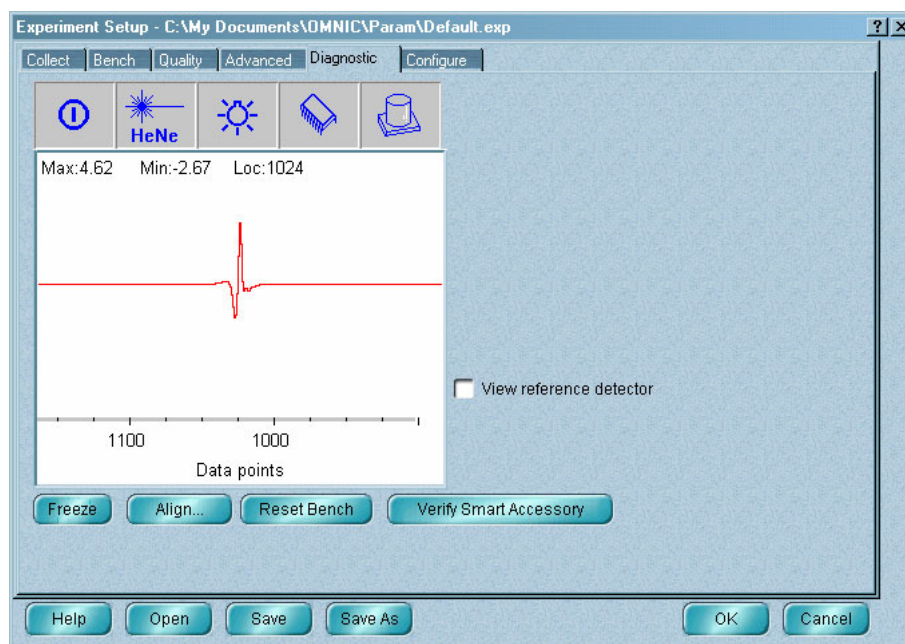 Experiment Setup - C:\My Documents\OMNIC\Param\Default.exp
Collect Bench Quality Advanced Diagnostic Configure
HeNe
Max:4.62 Min:-2.67 Loc:1024
View reference detector
1100 1000
Data points
Freeze Align... Reset Bench Verify Smart Accessory
Help Open Save Save As OK Cancel